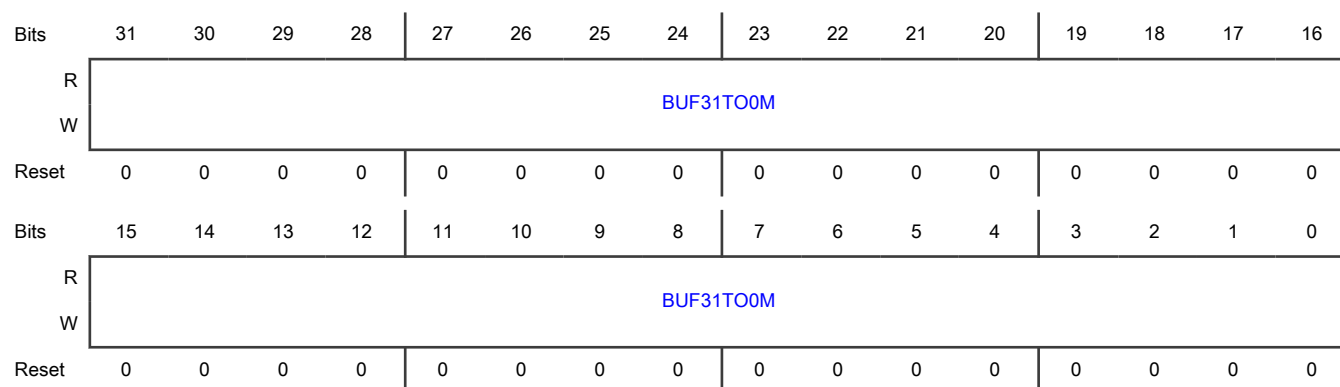 Bits 31 30 29 28 27 26 25 24 23 22 21 20 19 18 17 16
R
BUF31TO0M
W
Reset 0 0 0 0 0 0 0 0 0 0 0 0 0 0 0 0
Bits 15 14 13 12 11 10 9 8 7 6 5 4 3 2 1 0
R
BUF31TO0M
W
Reset 0 0 0 0 0 0 0 0 0 0 0 0 0 0 0 0